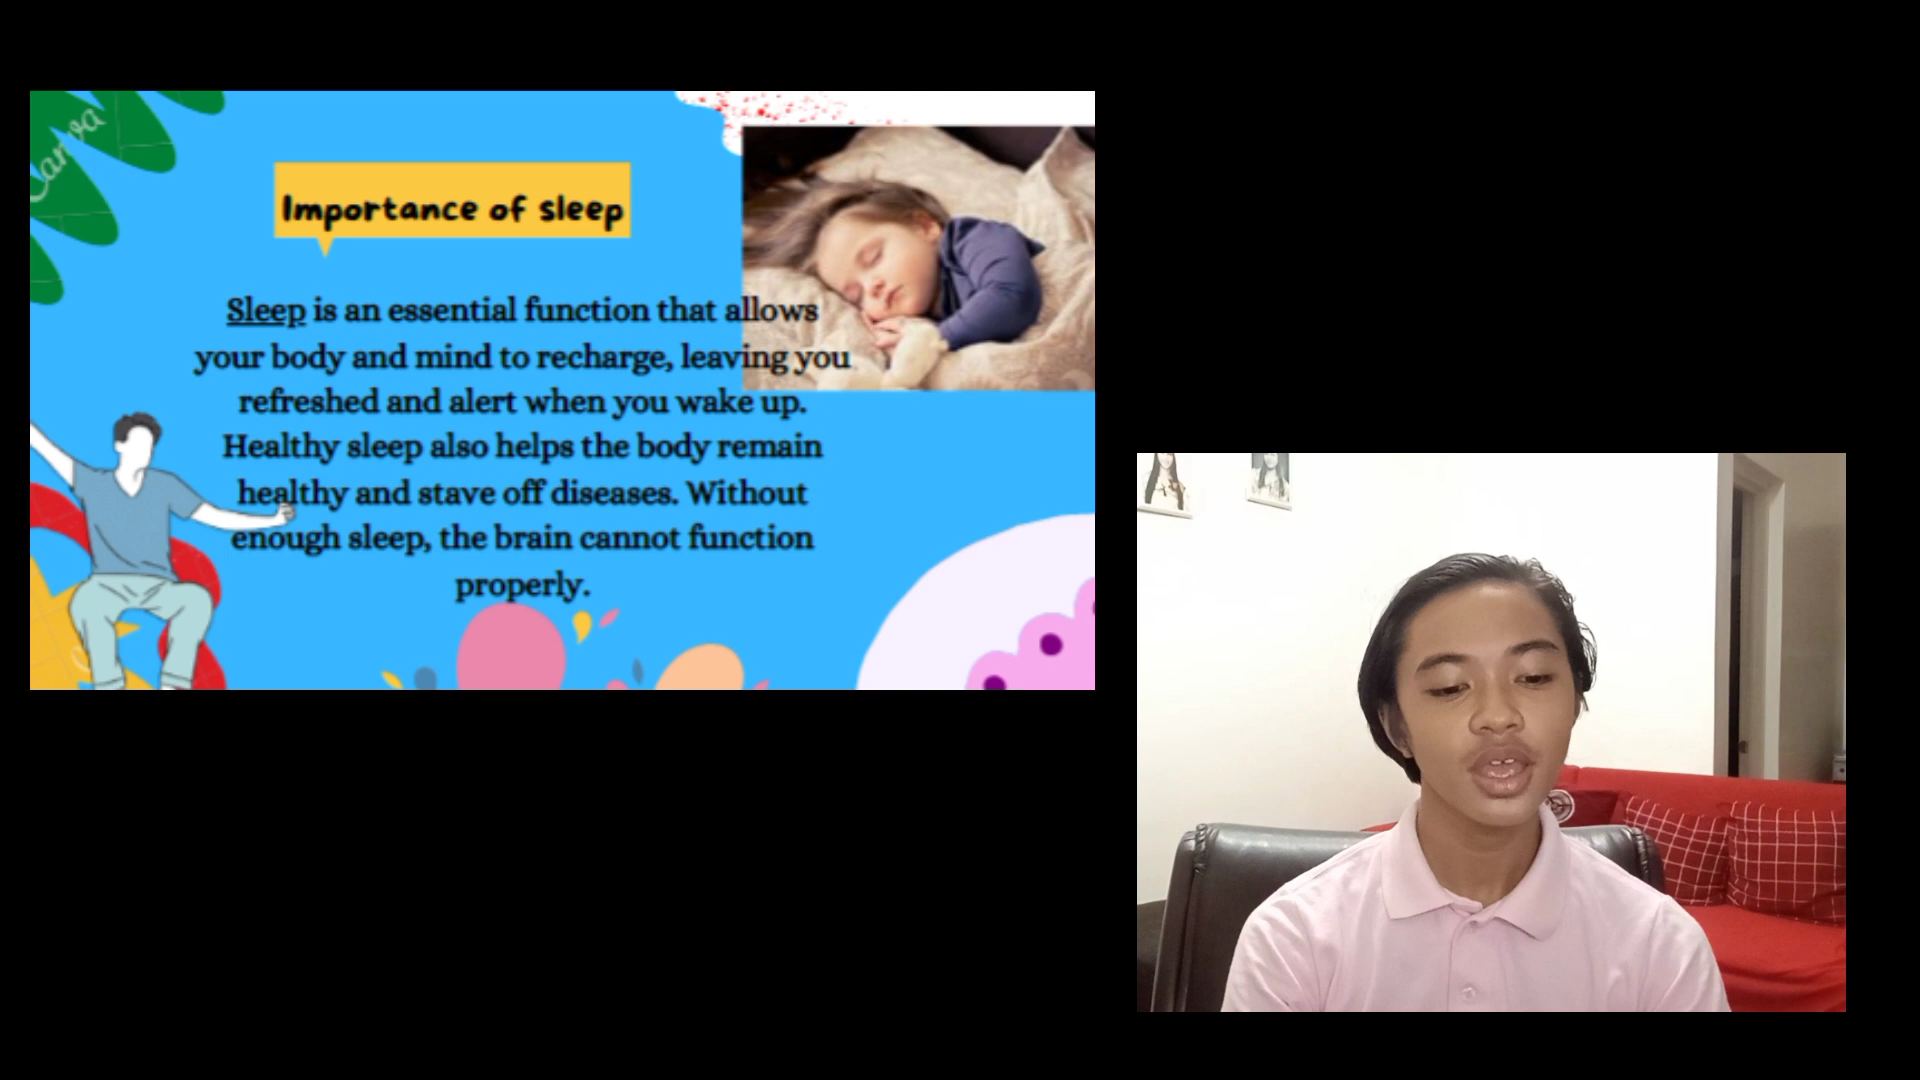 Canva
Importance of sleep
Sleep is an essential function that allows
your body and mind to recharge, leaving you
refreshed and alert when you wake up.
Healthy sleep also helps the body remain
healthy and stave off diseases. Without
enough sleep, the brain cannot function
properly.